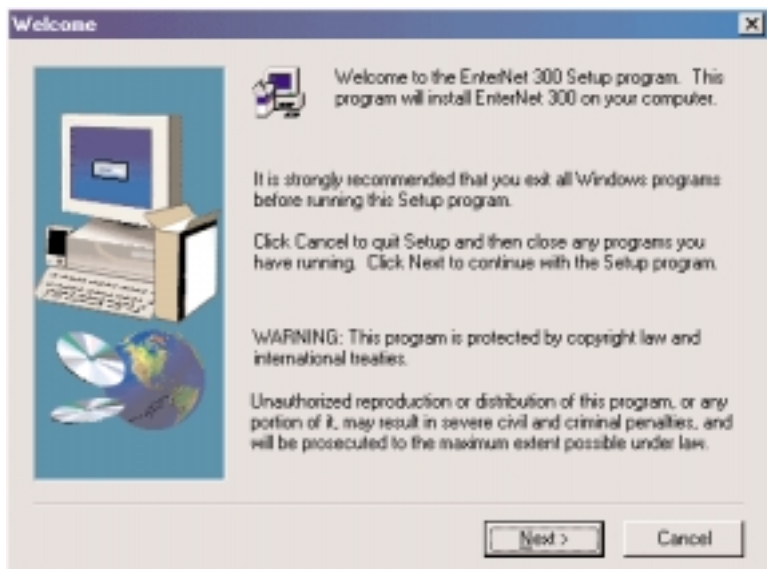 Welcome
Welcome to the EnterNet 300 Setup program. This
program will install EnterNet 300 on your computer.
It is strongly recommended that you exit all Windows programs
before running this Setup program.
Click Cancel to quit Setup and then close any programs you
have running. Click Next to continue with the Setup program.
WARNING: This program is protected by copyright law and
international treaties.
Unauthorized reproduction or distribution of this program, or any
portion of it, may result in severe civil and criminal penalties, and
will be prosecuted to the maximum extent possible under law.
Next > Cancel